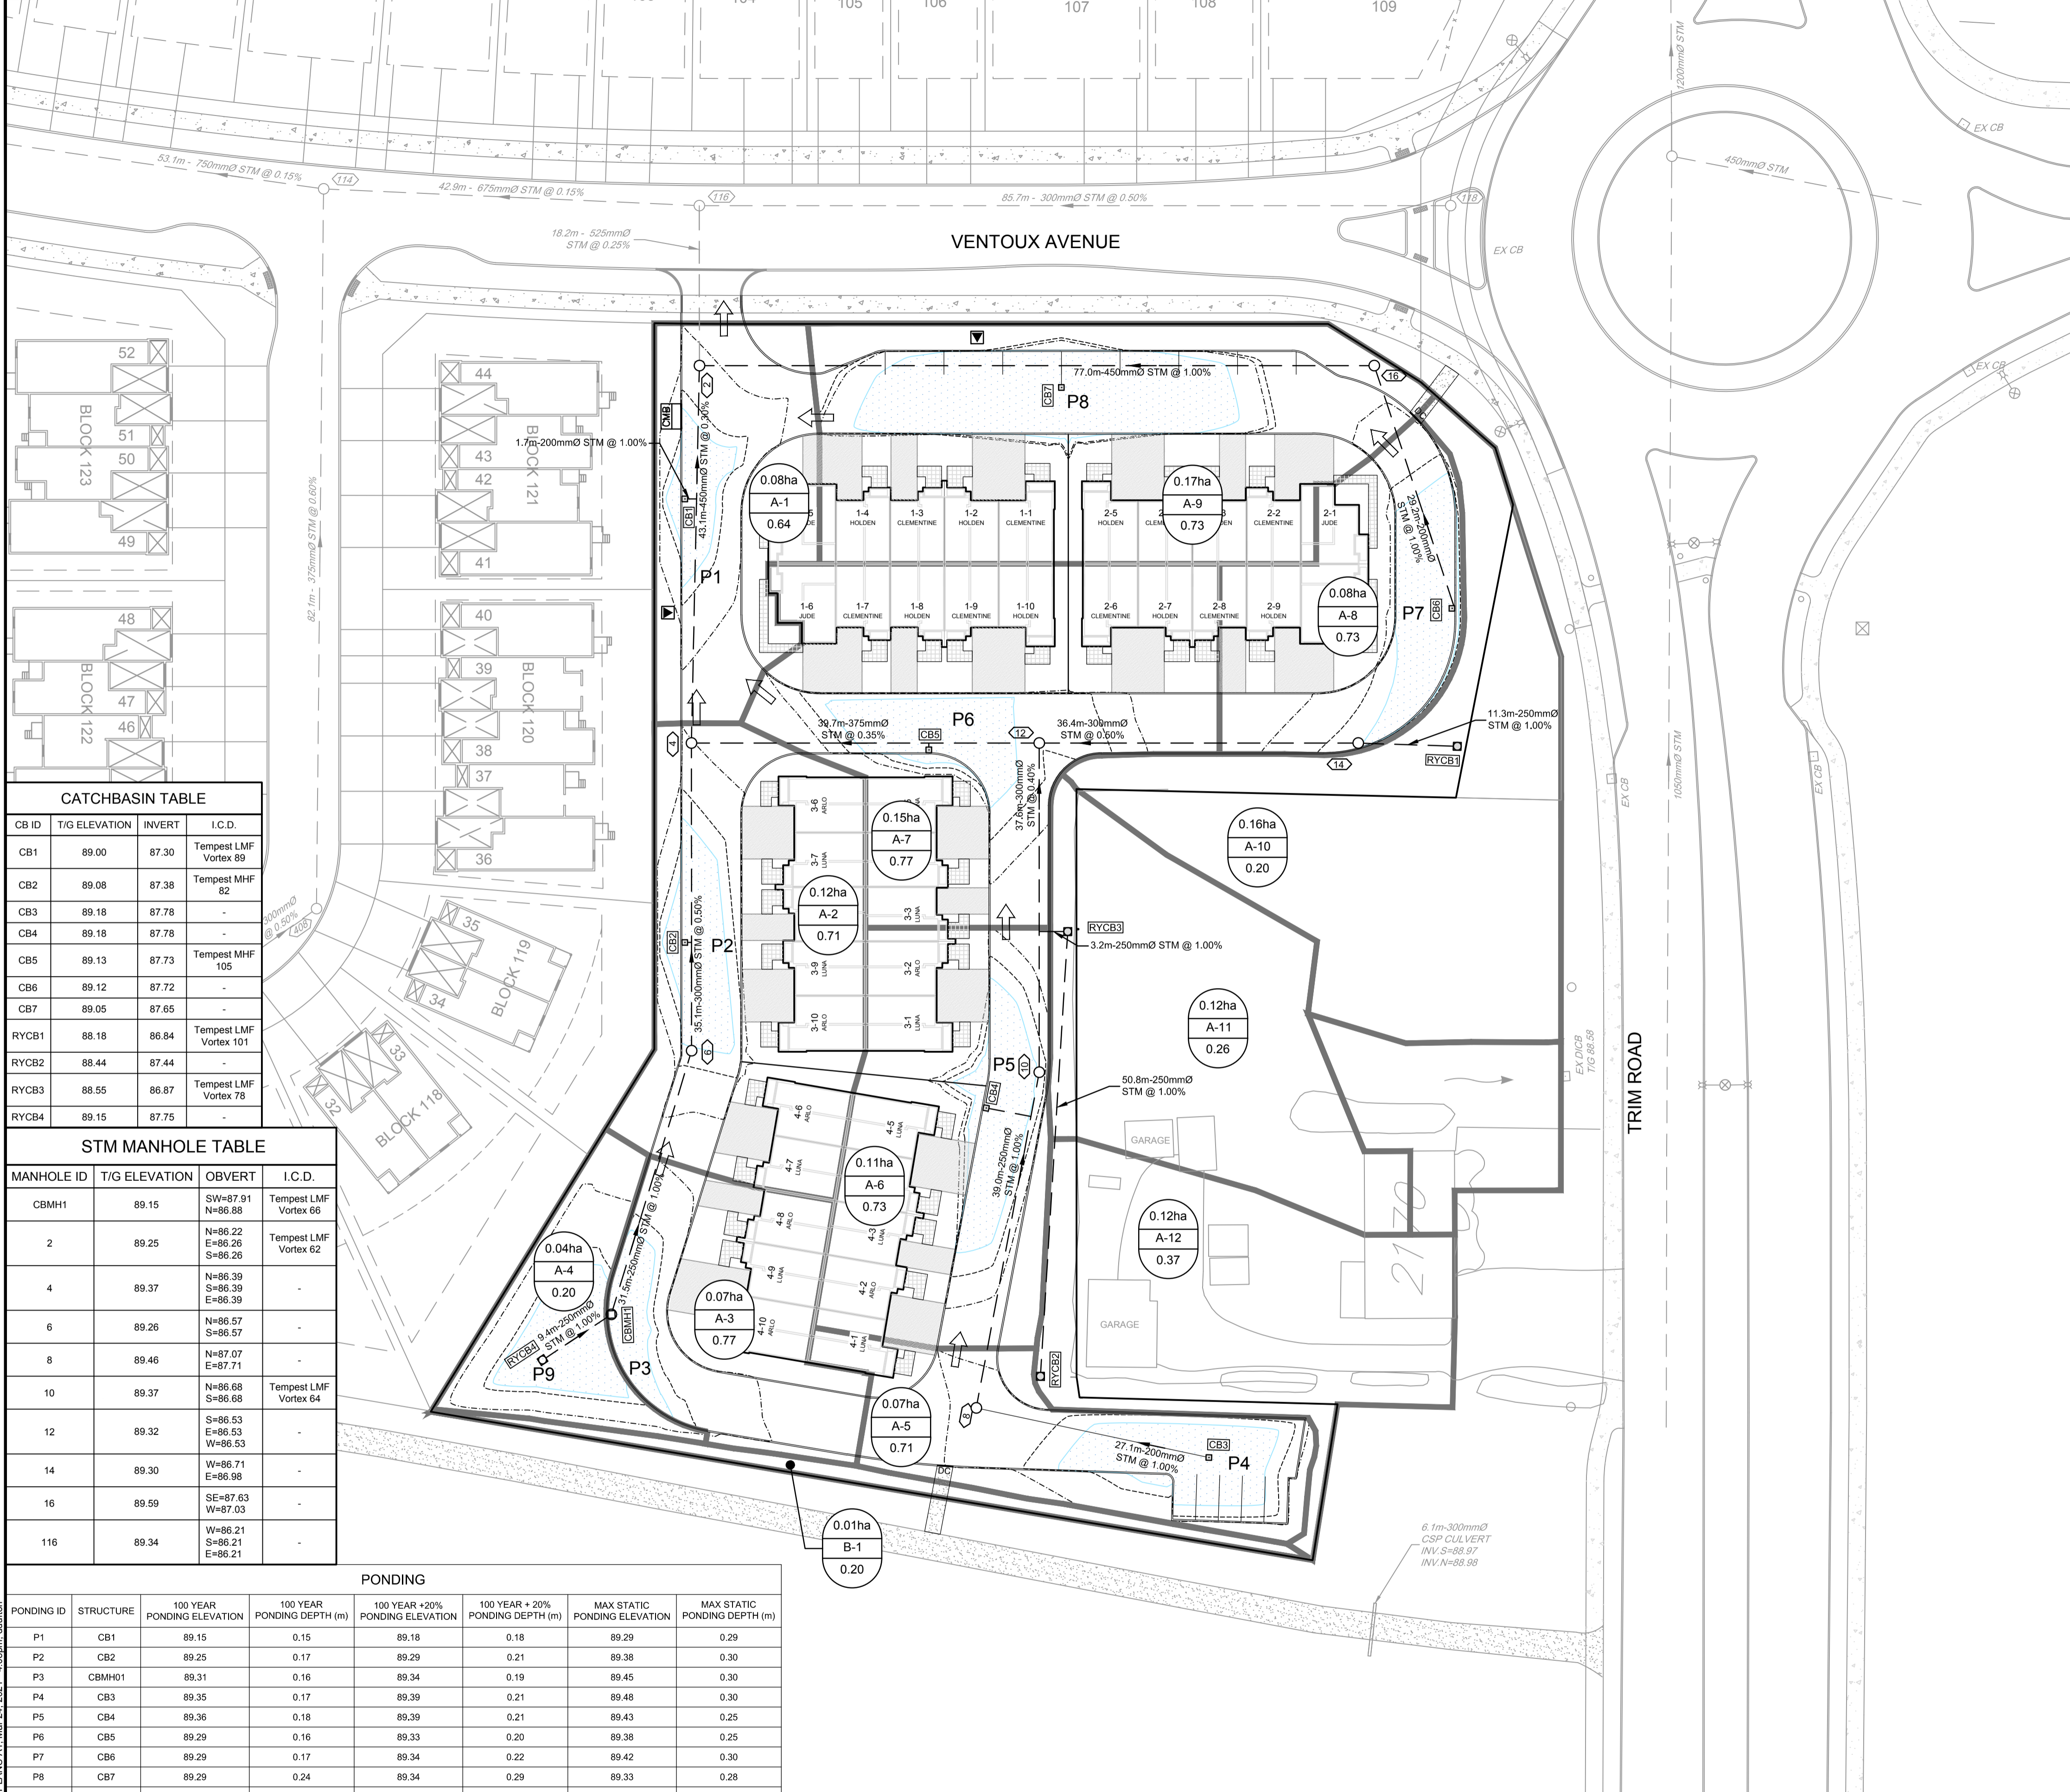 105
106
107
108
109
1200mmØ STM
EX CB
450mmØ STM
53.1m - 750mmØ STM @ 0.15%
114
42.9m - 675mmØ STM @ 0.15%
116
85.7m - 300mmØ STM @ 0.50%
118
18.2m - 525mmØ
STM @ 0.25%
VENTOUX AVENUE
EX CB
EX CB
EX CB
52
51
50
49
BLOCK 123
44
43
42
41
BLOCK 121
48
47
46
BLOCK 122
40
39
38
37
36
BLOCK 120
82.1m - 375mmØ STM @ 0.60%
300mmØ
@ 0.50%
408
35
34
BLOCK 119
33
32
BLOCK 118
2
16
77.0m-450mmØ STM @ 1.00%
CB7
P8
1.7m-200mmØ STM @ 1.00%
43.1m-450mmØ STM @ 0.30%
CB1
P1
0.08ha
A-1
0.64
1-4
HOLDEN
1-3
CLEMENTINE
1-2
HOLDEN
1-1
CLEMENTINE
2-5
HOLDEN
0.17ha
A-9
0.73
2-2
CLEMENTINE
2-1
JUDE
29.2m-200mmØ
STM @ 1.00%
1-6
JUDE
1-7
CLEMENTINE
1-8
HOLDEN
1-9
CLEMENTINE
1-10
HOLDEN
2-6
CLEMENTINE
2-7
HOLDEN
2-8
CLEMENTINE
2-9
HOLDEN
0.08ha
A-8
0.73
P7
CB6
P6
39.7m-375mmØ
STM @ 0.35%
CB5
12
36.4m-300mmØ
STM @ 0.60%
11.3m-250mmØ
STM @ 1.00%
4
14
RYCB1
37.6m-300mmØ
STM @ 0.40%
3-6
ARLO
3-7
LUNA
0.15ha
A-7
0.77
0.12ha
A-2
0.71
3-3
LUNA
3-9
LUNA
3-2
ARLO
3-10
ARLO
3-1
LUNA
CB2
P2
35.1m-300mmØ STM @ 0.50%
6
RYCB3
3.2m-250mmØ STM @ 1.00%
0.16ha
A-10
0.20
0.12ha
A-11
0.26
P5
10
CB4
50.8m-250mmØ
STM @ 1.00%
39.0m-250mmØ
STM @ 1.00%
GARAGE
GARAGE
0.12ha
A-12
0.37
EX CB
EX CB
1050mmØ STM
EX DICB
T/G 88.58
TRIM ROAD
4-6
ARLO
4-5
LUNA
4-7
LUNA
0.11ha
A-6
0.73
4-8
ARLO
4-3
LUNA
4-9
LUNA
4-2
ARLO
4-10
ARLO
4-1
LUNA
0.07ha
A-3
0.77
0.04ha
A-4
0.20
31.5m-250mmØ STM @ 1.00%
9.4m-250mmØ
STM @ 1.00%
RYCB4
CBMH1
P9
P3
RYCB2
8
0.07ha
A-5
0.71
27.1m-200mmØ
STM @ 1.00%
CB3
P4
DC
DC
0.01ha
B-1
0.20
6.1m-300mmØ
CSP CULVERT
INV.S=88.97
INV.N=88.98
CATCHBASIN TABLE
CB ID T/G ELEVATION INVERT I.C.D.
CB1 89.00 87.30 Tempest LMF Vortex 89
CB2 89.08 87.38 Tempest MHF 82
CB3 89.18 87.78 -
CB4 89.18 87.78 -
CB5 89.13 87.73 Tempest MHF 105
CB6 89.12 87.72 -
CB7 89.05 87.65 -
RYCB1 88.18 86.84 Tempest LMF Vortex 101
RYCB2 88.44 87.44 -
RYCB3 88.55 86.87 Tempest LMF Vortex 78
RYCB4 89.15 87.75 -
STM MANHOLE TABLE
MANHOLE ID T/G ELEVATION OBVERT I.C.D.
CBMH1 89.15 SW=87.91 N=86.88 Tempest LMF Vortex 66
2 89.25 N=86.22 E=86.26 S=86.26 Tempest LMF Vortex 62
4 89.37 N=86.39 S=86.39 E=86.39 -
6 89.26 N=86.57 S=86.57 -
8 89.46 N=87.07 E=87.71 -
10 89.37 N=86.68 S=86.68 Tempest LMF Vortex 64
12 89.32 S=86.53 E=86.53 W=86.53 -
14 89.30 W=86.71 E=86.98 -
16 89.59 SE=87.63 W=87.03 -
116 89.34 W=86.21 S=86.21 E=86.21 -
PONDING
PONDING ID STRUCTURE 100 YEAR PONDING ELEVATION 100 YEAR PONDING DEPTH (m) 100 YEAR +20% PONDING ELEVATION 100 YEAR + 20% PONDING DEPTH (m) MAX STATIC PONDING ELEVATION MAX STATIC PONDING DEPTH (m)
P1 CB1 89.15 0.15 89.18 0.18 89.29 0.29
P2 CB2 89.25 0.17 89.29 0.21 89.38 0.30
P3 CBMH01 89.31 0.16 89.34 0.19 89.45 0.30
P4 CB3 89.35 0.17 89.39 0.21 89.48 0.30
P5 CB4 89.36 0.18 89.39 0.21 89.43 0.25
P6 CB5 89.29 0.16 89.33 0.20 89.38 0.25
P7 CB6 89.29 0.17 89.34 0.22 89.42 0.30
P8 CB7 89.29 0.24 89.34 0.29 89.33 0.28